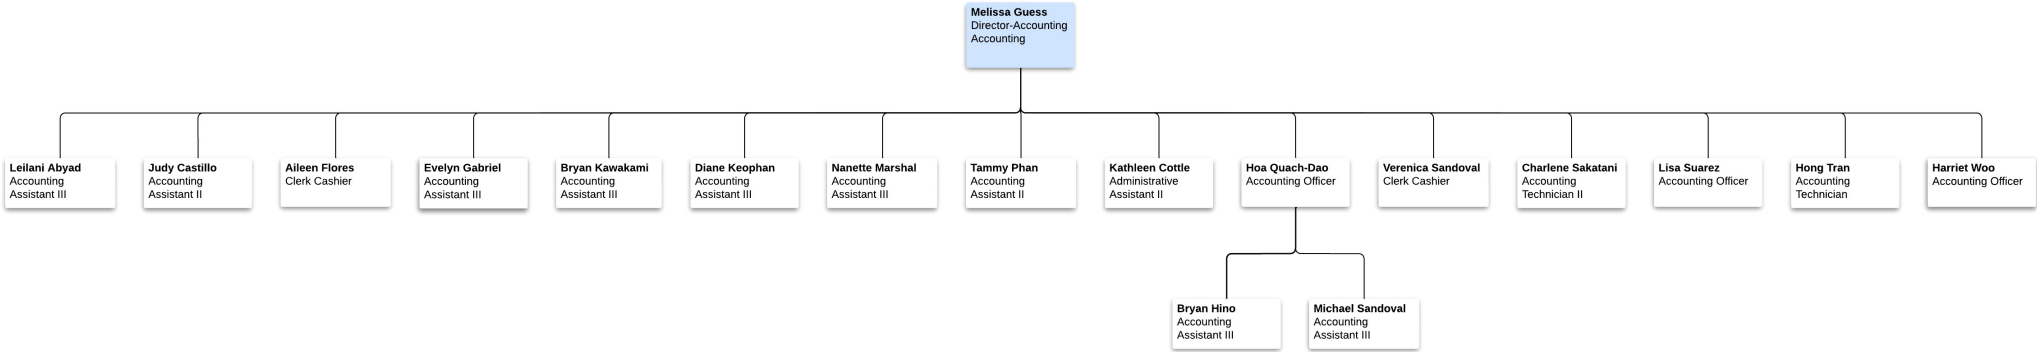 Melissa Guess
Director-Accounting
Accounting
Leilani Abyad
Accounting
Assistant III
Judy Castillo
Accounting
Assistant II
Aileen Flores
Clerk Cashier
Evelyn Gabriel
Accounting
Assistant III
Bryan Kawakami
Accounting
Assistant III
Diane Keophan
Accounting
Assistant III
Nanette Marshal
Accounting
Assistant III
Tammy Phan
Accounting
Assistant II
Kathleen Cottle
Administrative
Assistant II
Hoa Quach-Dao
Accounting Officer
Verenica Sandoval
Clerk Cashier
Charlene Sakatani
Accounting
Technician II
Lisa Suarez
Accounting Officer
Hong Tran
Accounting
Technician
Harriet Woo
Accounting Officer
Bryan Hino
Accounting
Assistant III
Michael Sandoval
Accounting
Assistant III